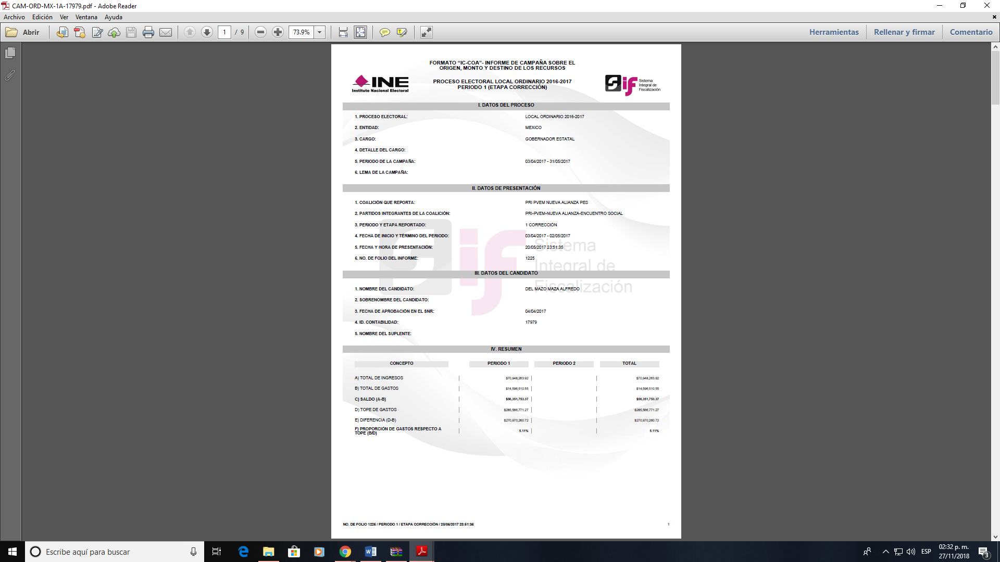 CAM-ORD-MX-1A-17979.pdf - Adobe Reader
Archivo Edición Ver Ventana Ayuda
Abrir 1 / 9 73.9% Herramientas Rellenar y firmar Comentario
FORMATO “IC-COA”- INFORME DE CAMPAÑA SOBRE EL
ORIGEN, MONTO Y DESTINO DE LOS RECURSOS
INE
Instituto Nacional Electoral
PROCESO ELECTORAL LOCAL ORDINARIO 2016-2017
PERIODO 1 (ETAPA CORRECCIÓN)
Sif
Sistema
Integral de
Fiscalización
I. DATOS DEL PROCESO
1. PROCESO ELECTORAL: LOCAL ORDINARIO 2016-2017
2. ENTIDAD: MEXICO
3. CARGO: GOBERNADOR ESTATAL
4. DETALLE DEL CARGO:
5. PERIODO DE LA CAMPAÑA: 03/04/2017 - 31/05/2017
6. LEMA DE LA CAMPAÑA:
II. DATOS DE PRESENTACIÓN
1. COALICIÓN QUE REPORTA: PRI PVEM NUEVA ALIANZA PES
2. PARTIDOS INTEGRANTES DE LA COALICIÓN: PRI-PVEM-NUEVA ALIANZA-ENCUENTRO SOCIAL
3. PERIODO Y ETAPA REPORTADO: 1 CORRECCIÓN
4. FECHA DE INICIO Y TÉRMINO DEL PERIODO: 03/04/2017 - 02/05/2017
5. FECHA Y HORA DE PRESENTACIÓN: 20/05/2017 23:51:35
6. NO. DE FOLIO DEL INFORME: 1225
Sif
Sistema
Integral de
Fiscalización
III. DATOS DEL CANDIDATO
1. NOMBRE DEL CANDIDATO: DEL MAZO MAZA ALFREDO
2. SOBRENOMBRE DEL CANDIDATO:
3. FECHA DE APROBACIÓN EN EL SNR: 04/04/2017
4. ID. CONTABILIDAD: 17979
5. NOMBRE DEL SUPLENTE:
IV. RESUMEN
CONCEPTO PERIODO 1 PERIODO 2 TOTAL
A) TOTAL DE INGRESOS $70,948,263.92 $70,948,263.92
B) TOTAL DE GASTOS $14,596,510.55 $14,596,510.55
C) SALDO (A-B) $56,351,753.37 $56,351,753.37
D) TOPE DE GASTOS $285,566,771.27 $285,566,771.27
E) DIFERENCIA (D-B) $270,970,260.72 $270,970,260.72
F) PROPORCIÓN DE GASTOS RESPECTO A
TOPE (B/D) 5.11% 5.11%
NO. DE FOLIO 1225 / PERIODO 1 / ETAPA CORRECCIÓN / 20/05/2017 23:51:35 1
Escribe aquí para buscar
ESP
02:32 p. m.
27/11/2018
3